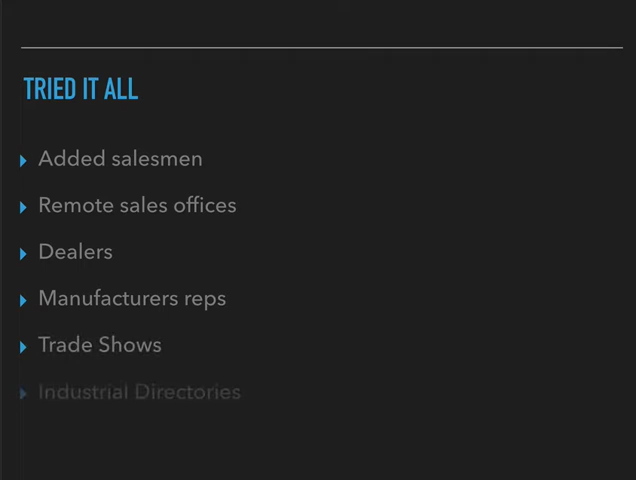 TRIED IT ALL
Added salesmen
Remote sales offices
Dealers
Manufacturers reps
Trade Shows
Industrial Directories